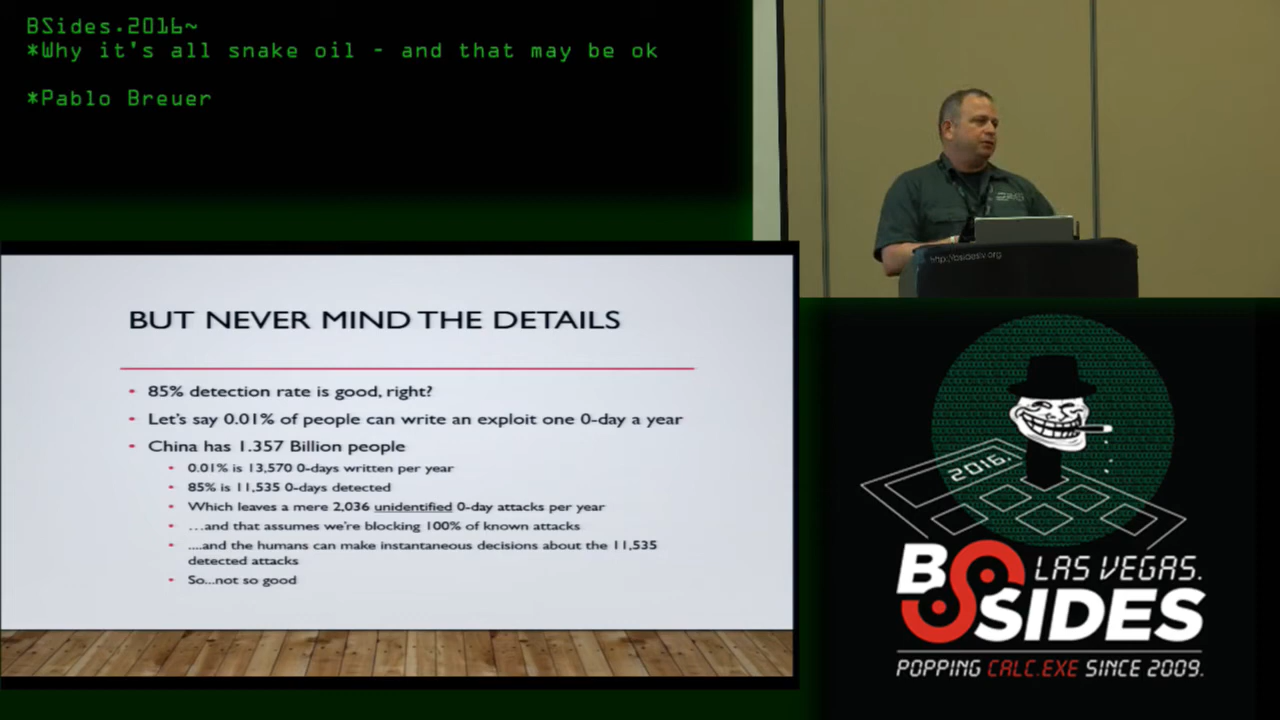 BSides.2016~
*Why it's all snake oil - and that may be ok
*Pablo Breuer
http://bsideslv.org
BUT NEVER MIND THE DETAILS
• 85% detection rate is good, right?
• Let's say 0.01% of people can write an exploit one 0-day a year
• China has 1.357 Billion people
• 0.01% is 13,570 0-days written per year
• 85% is 11,535 0-days detected
• Which leaves a mere 2,036 unidentified 0-day attacks per year
• …and that assumes we're blocking 100% of known attacks
• ....and the humans can make instantaneous decisions about the 11,535
detected attacks
• So...not so good
2016.
BSIDES
LAS VEGAS.
POPPING CALC.EXE SINCE 2009.